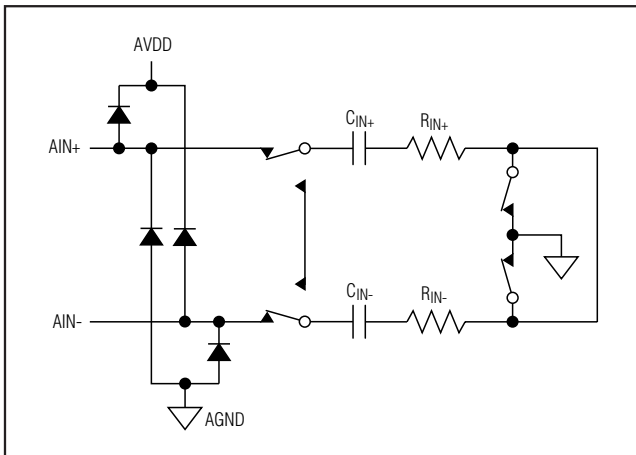 AVDD
CIN+
RIN+
AIN+
CIN-
RIN-
AIN-
AGND